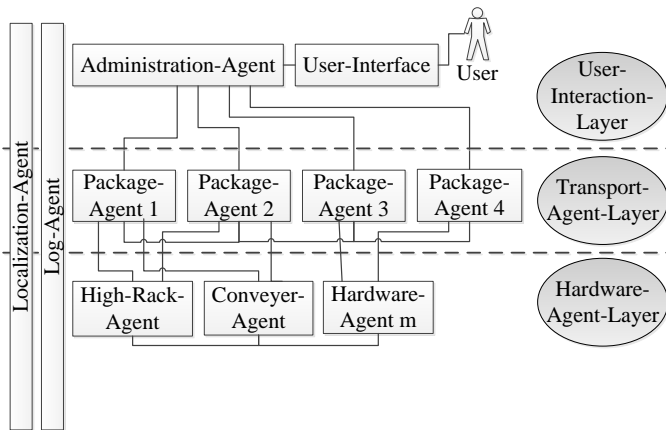 Localization-Agent
Log-Agent
Administration-Agent
User-Interface
User
User-
Interaction-
Layer
Package-
Agent 1
Package-
Agent 2
Package-
Agent 3
Package-
Agent 4
Transport-
Agent-Layer
High-Rack-
Agent
Conveyer-
Agent
Hardware-
Agent m
Hardware-
Agent-Layer